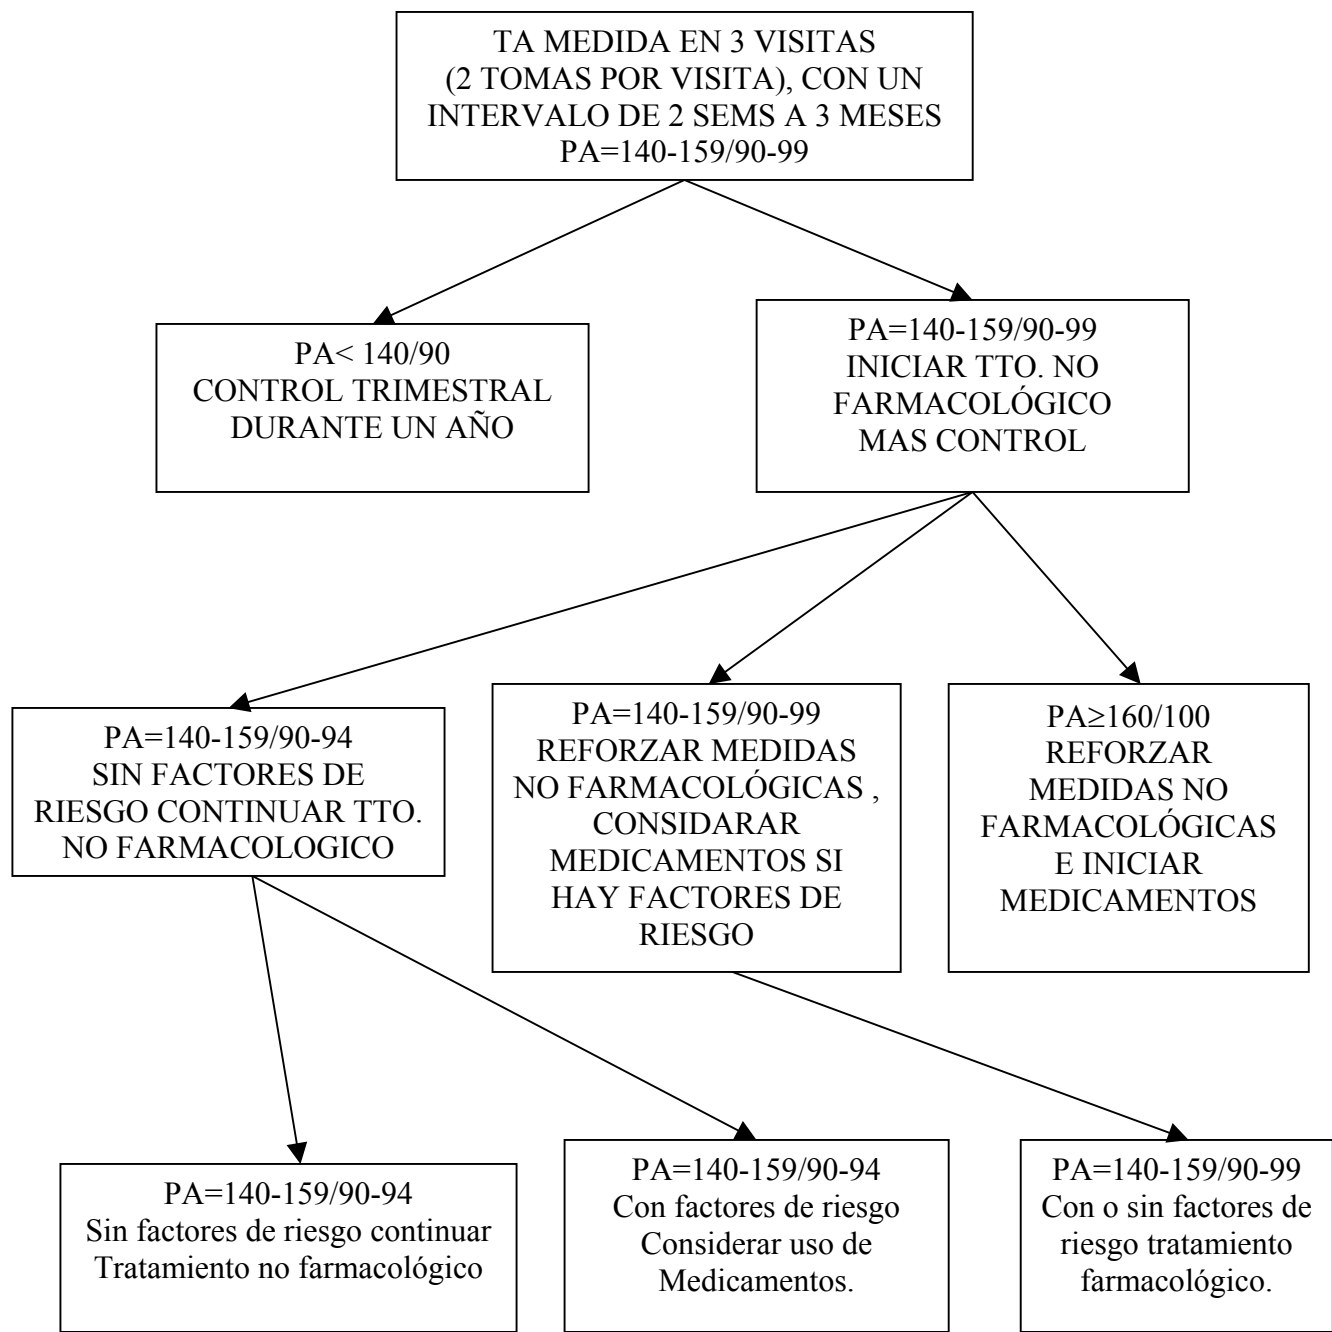 TA MEDIDA EN 3 VISITAS
(2 TOMAS POR VISITA), CON UN
INTERVALO DE 2 SEMS A 3 MESES
PA=140-159/90-99
PA< 140/90
CONTROL TRIMESTRAL
DURANTE UN AÑO
PA=140-159/90-99
INICIAR TTO. NO
FARMACOLÓGICO
MAS CONTROL
PA=140-159/90-94
SIN FACTORES DE
RIESGO CONTINUAR TTO.
NO FARMACOLOGICO
PA=140-159/90-99
REFORZAR MEDIDAS
NO FARMACOLÓGICAS ,
CONSIDARAR
MEDICAMENTOS SI
HAY FACTORES DE
RIESGO
PA≥160/100
REFORZAR
MEDIDAS NO
FARMACOLÓGICAS
E INICIAR
MEDICAMENTOS
PA=140-159/90-94
Sin factores de riesgo continuar
Tratamiento no farmacológico
PA=140-159/90-94
Con factores de riesgo
Considerar uso de
Medicamentos.
PA=140-159/90-99
Con o sin factores de
riesgo tratamiento
farmacológico.